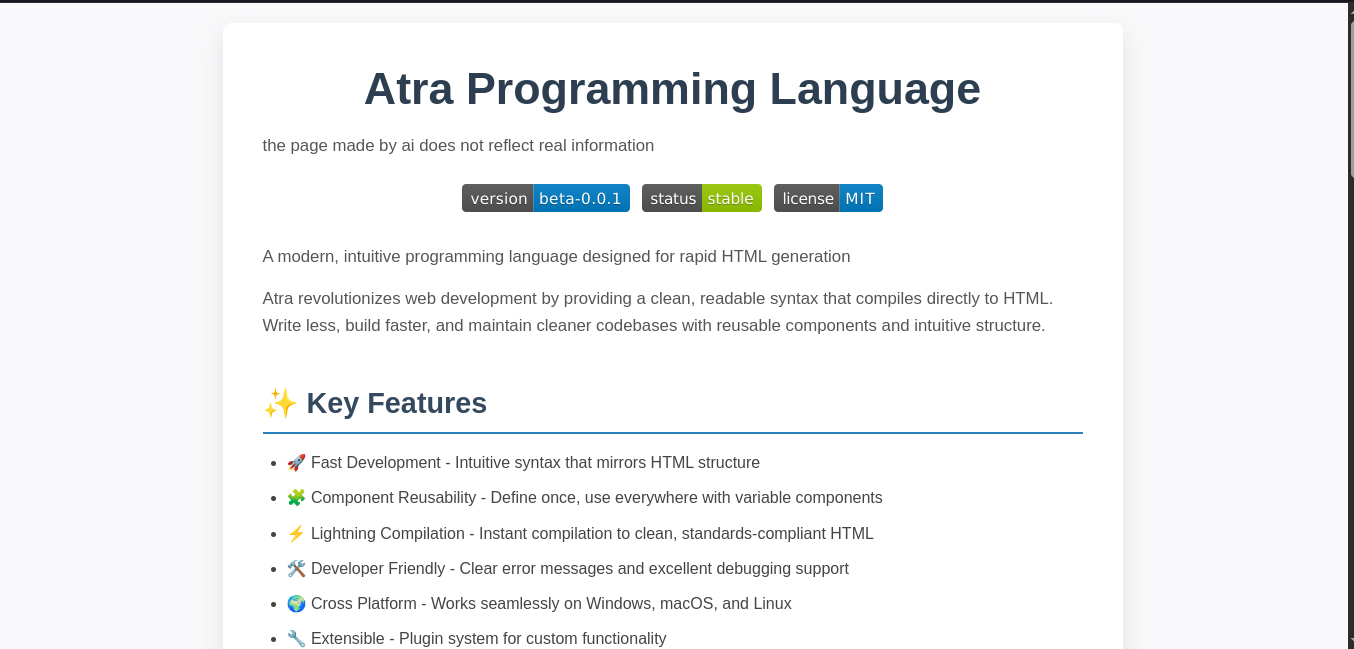 Atra Programming Language
the page made by ai does not reflect real information
version beta-0.0.1 status stable license MIT
A modern, intuitive programming language designed for rapid HTML generation
Atra revolutionizes web development by providing a clean, readable syntax that compiles directly to HTML.
Write less, build faster, and maintain cleaner codebases with reusable components and intuitive structure.
✨ Key Features
• 🚀 Fast Development - Intuitive syntax that mirrors HTML structure
• 🧩 Component Reusability - Define once, use everywhere with variable components
• ⚡ Lightning Compilation - Instant compilation to clean, standards-compliant HTML
• 🛠️ Developer Friendly - Clear error messages and excellent debugging support
• 🌍 Cross Platform - Works seamlessly on Windows, macOS, and Linux
• 🔧 Extensible - Plugin system for custom functionality